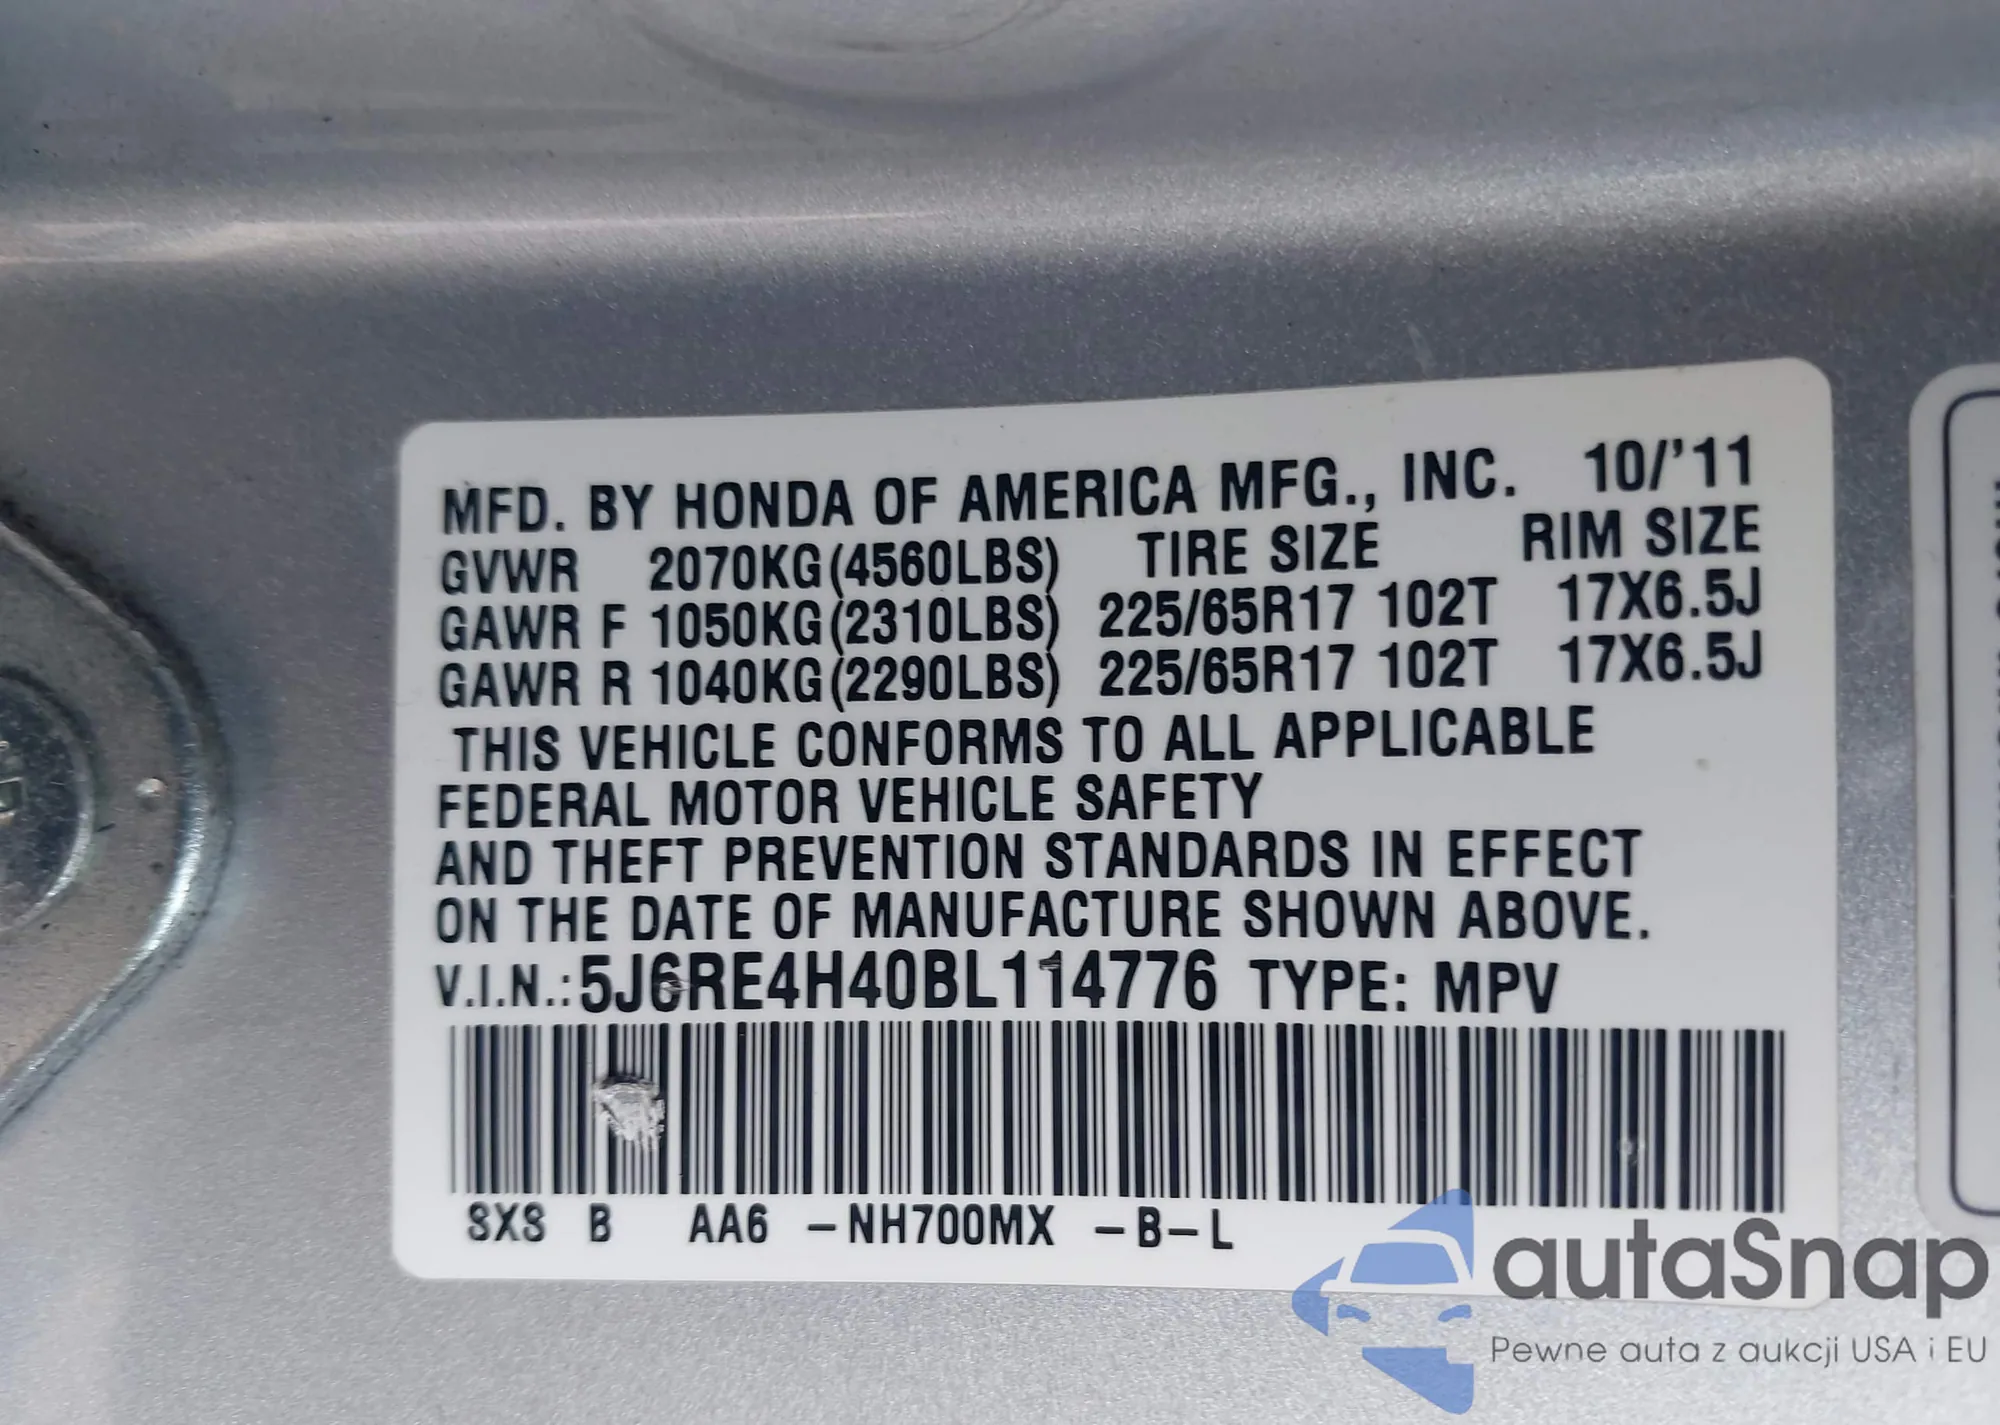 MFD. BY HONDA OF AMERICA MFG., INC. 10/'11
GVWR 2070KG(4560LBS) TIRE SIZE RIM SIZE
GAWR F 1050KG(2310LBS) 225/65R17 102T 17X6.5J
GAWR R 1040KG(2290LBS) 225/65R17 102T 17X6.5J
THIS VEHICLE CONFORMS TO ALL APPLICABLE
FEDERAL MOTOR VEHICLE SAFETY
AND THEFT PREVENTION STANDARDS IN EFFECT
ON THE DATE OF MANUFACTURE SHOWN ABOVE.
V.I.N.: 5J6RE4H40BL114776 TYPE: MPV
SXS B AA6 -NH700MX -B-L
autaSnap
Pewne auta z aukcji USA i EU